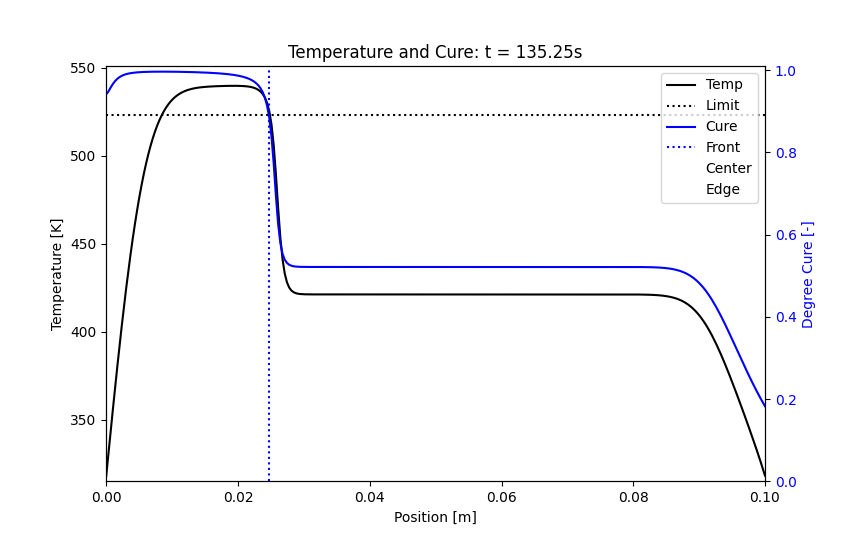 Temperature and Cure: t = 135.25s
550
500
450
400
350
Temperature [K]
1.0
0.8
0.6
0.4
0.2
0.0
Degree Cure [-]
Temp
Limit
Cure
Front
Center
Edge
0.00
0.02
0.04
0.06
0.08
0.10
Position [m]